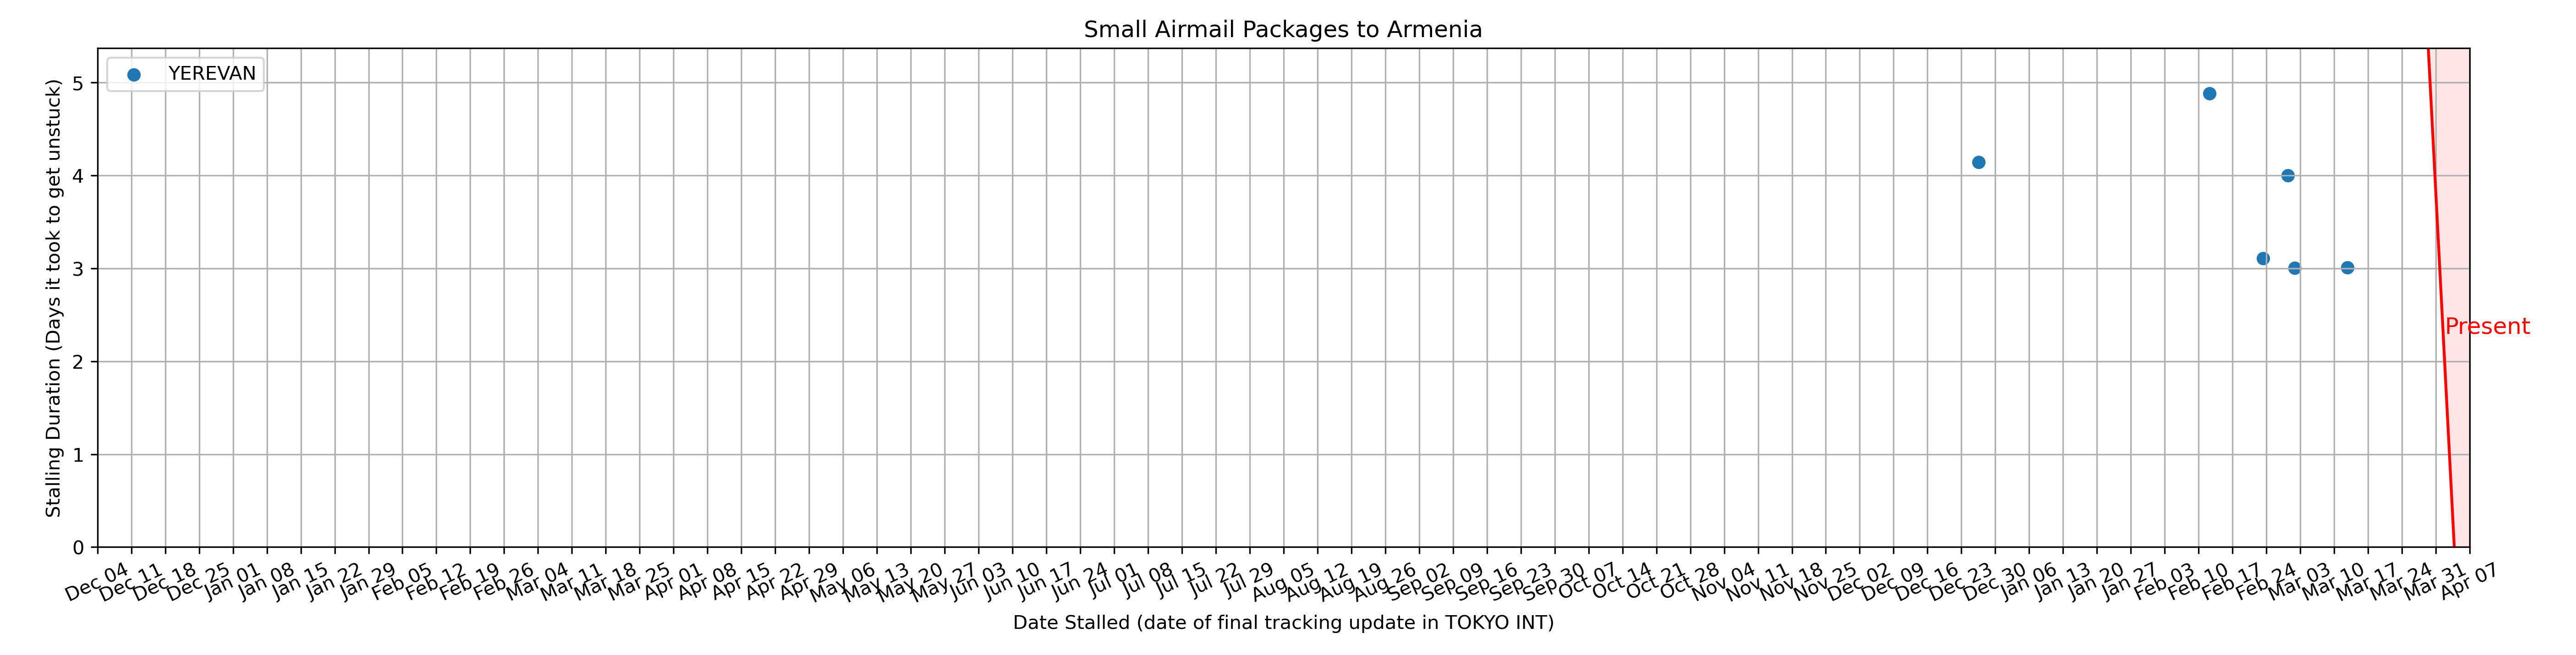 Small Airmail Packages to Armenia
YEREVAN
Stalling Duration (Days it took to get unstuck)
5
4
3
2
1
0
Present
Dec 04
Dec 11
Dec 18
Dec 25
Jan 01
Jan 08
Jan 15
Jan 22
Jan 29
Feb 05
Feb 12
Feb 19
Feb 26
Mar 04
Mar 11
Mar 18
Mar 25
Apr 01
Apr 08
Apr 15
Apr 22
Apr 29
May 06
May 13
May 20
May 27
Jun 03
Jun 10
Jun 17
Jun 24
Jul 01
Jul 08
Jul 15
Jul 22
Jul 29
Aug 05
Aug 12
Aug 19
Aug 26
Sep 02
Sep 09
Sep 16
Sep 23
Sep 30
Oct 07
Oct 14
Oct 21
Oct 28
Nov 04
Nov 11
Nov 18
Nov 25
Dec 02
Dec 09
Dec 16
Dec 23
Dec 30
Jan 06
Jan 13
Jan 20
Jan 27
Feb 03
Feb 10
Feb 17
Feb 24
Mar 03
Mar 10
Mar 17
Mar 24
Mar 31
Apr 07
Date Stalled (date of final tracking update in TOKYO INT)